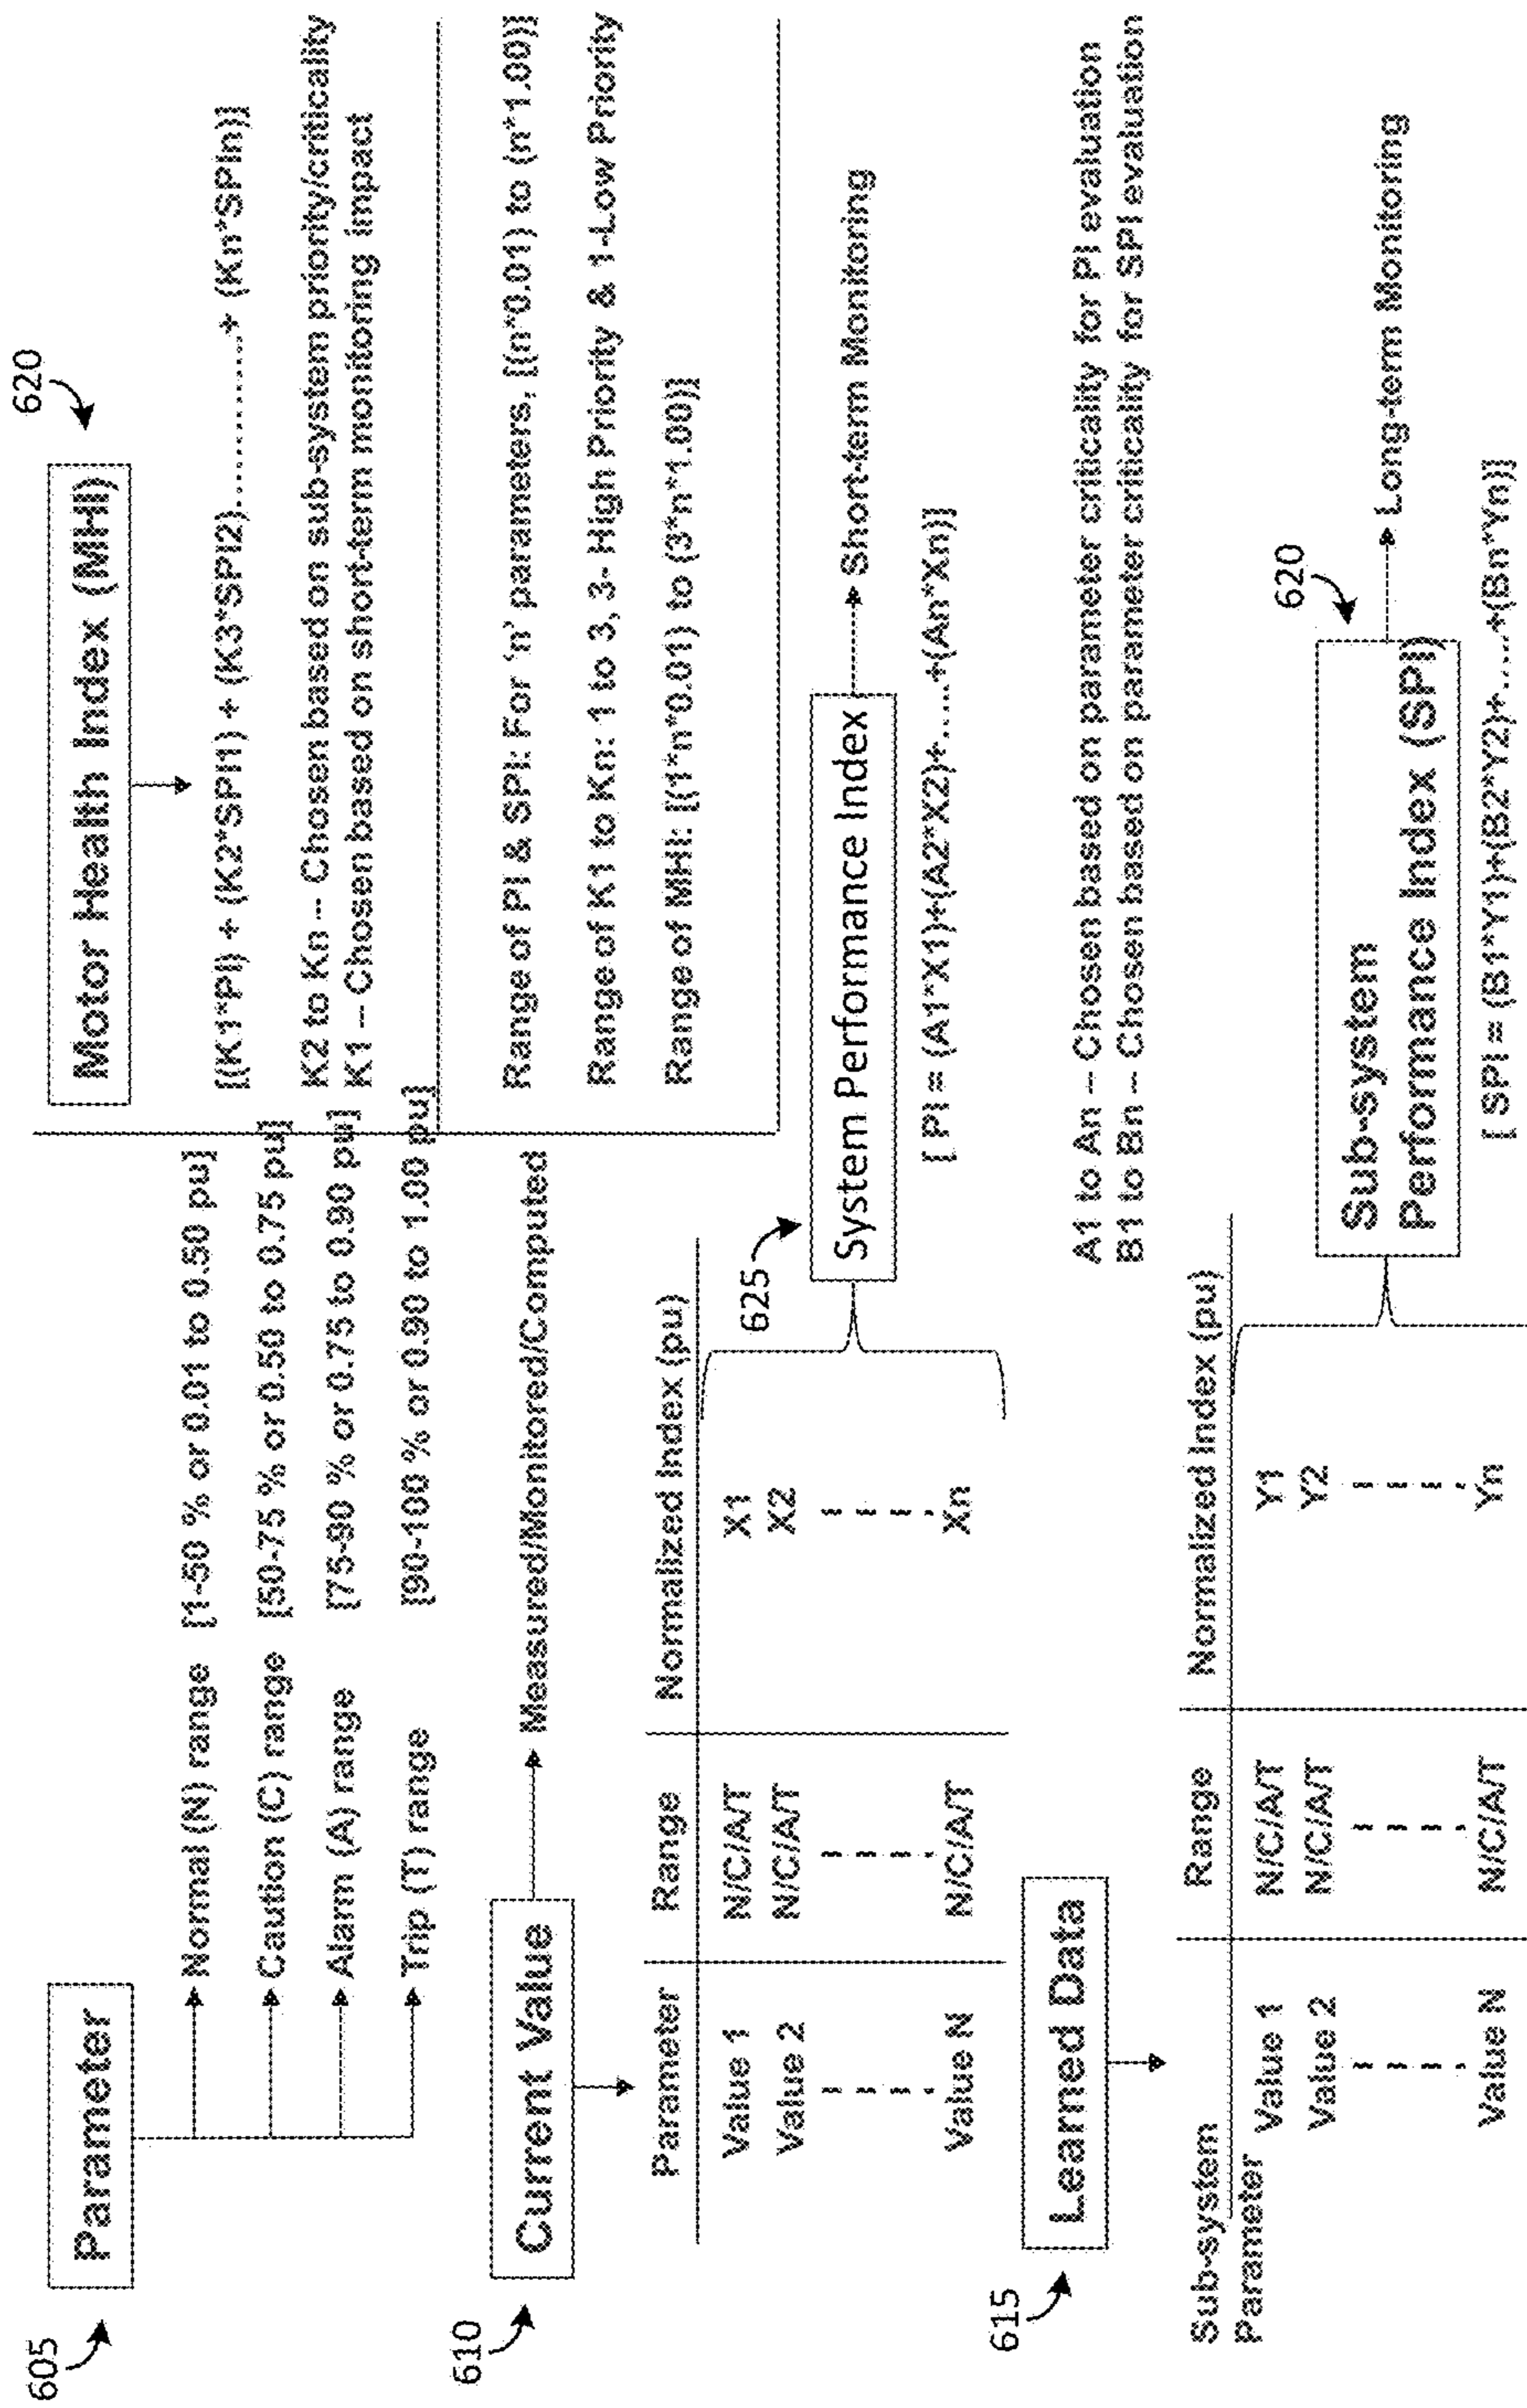 605
Parameter
Normal (N) range [1-50 % or 0.01 to 0.50 pu]
Caution (C) range [50-75 % or 0.50 to 0.75 pu]
Alarm (A) range [75-90 % or 0.75 to 0.90 pu]
Trip (T) range [90-100 % or 0.90 to 1.00 pu]
620
Motor Health Index (MHI)
[(K1*PI) + (K2*SPI1) + (K3*SPI2)............+ (Kn*SPIn)]
K2 to Kn -- Chosen based on sub-system priority/criticality
K1 -- Chosen based on short-term monitoring impact
Range of PI & SPI: For 'n' parameters, [(n*0.01) to (n*1.00)]
Range of K1 to Kn: 1 to 3, 3- High Priority & 1-Low Priority
Range of MHI: [(1*n*0.01) to (3*n*1.00)]
610
Current Value
Measured/Monitored/Computed
Parameter Range Normalized Index (pu)
Value 1 N/C/A/T X1
Value 2 N/C/A/T X2
Value N N/C/A/T Xn
625
System Performance Index
Short-term Monitoring
[ PI = (A1*X1)+(A2*X2)+.....+(An*Xn)]
A1 to An -- Chosen based on parameter criticality for PI evaluation
B1 to Bn -- Chosen based on parameter criticality for SPI evaluation
615
Learned Data
Sub-system
Parameter Range Normalized Index (pu)
Value 1 N/C/A/T Y1
Value 2 N/C/A/T Y2
Value N N/C/A/T Yn
620
Sub-system
Performance Index (SPI)
Long-term Monitoring
[ SPI = (B1*Y1)+(B2*Y2)+.....+(Bn*Yn)]